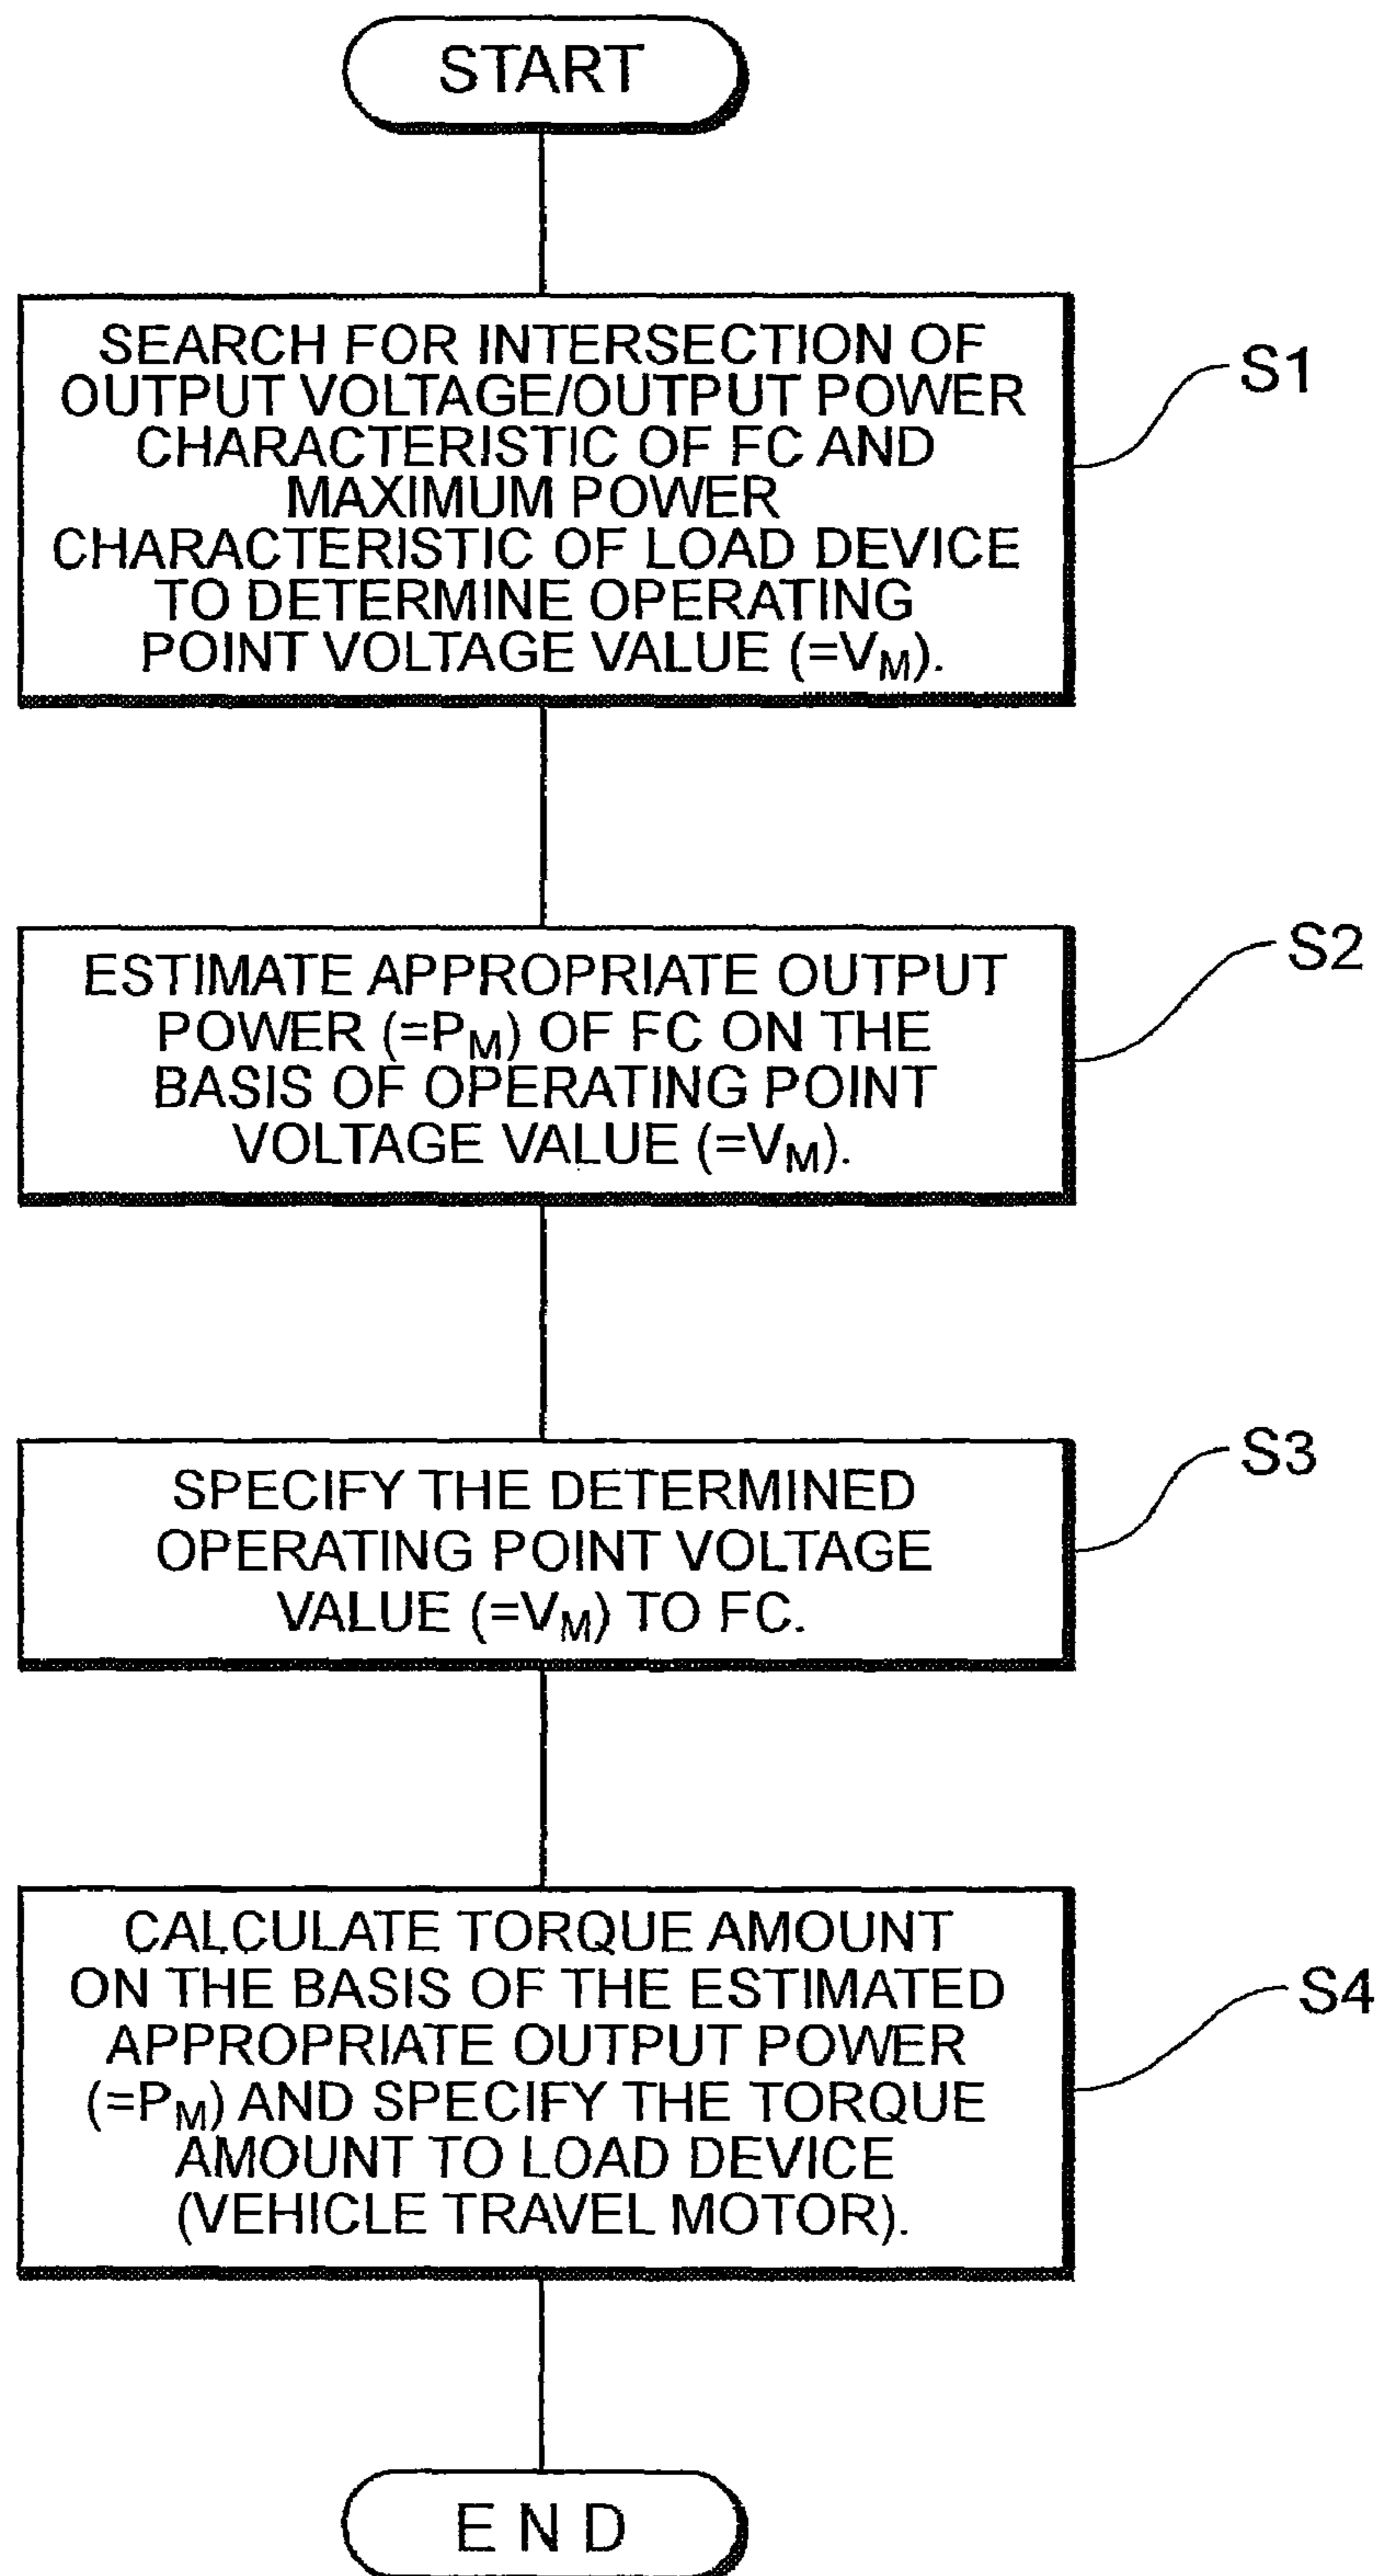 START
SEARCH FOR INTERSECTION OF
OUTPUT VOLTAGE/OUTPUT POWER
CHARACTERISTIC OF FC AND
MAXIMUM POWER
CHARACTERISTIC OF LOAD DEVICE
TO DETERMINE OPERATING
POINT VOLTAGE VALUE (=VM).
S1
ESTIMATE APPROPRIATE OUTPUT
POWER (=PM) OF FC ON THE
BASIS OF OPERATING POINT
VOLTAGE VALUE (=VM).
S2
SPECIFY THE DETERMINED
OPERATING POINT VOLTAGE
VALUE (=VM) TO FC.
S3
CALCULATE TORQUE AMOUNT
ON THE BASIS OF THE ESTIMATED
APPROPRIATE OUTPUT POWER
(=PM) AND SPECIFY THE TORQUE
AMOUNT TO LOAD DEVICE
(VEHICLE TRAVEL MOTOR).
S4
END